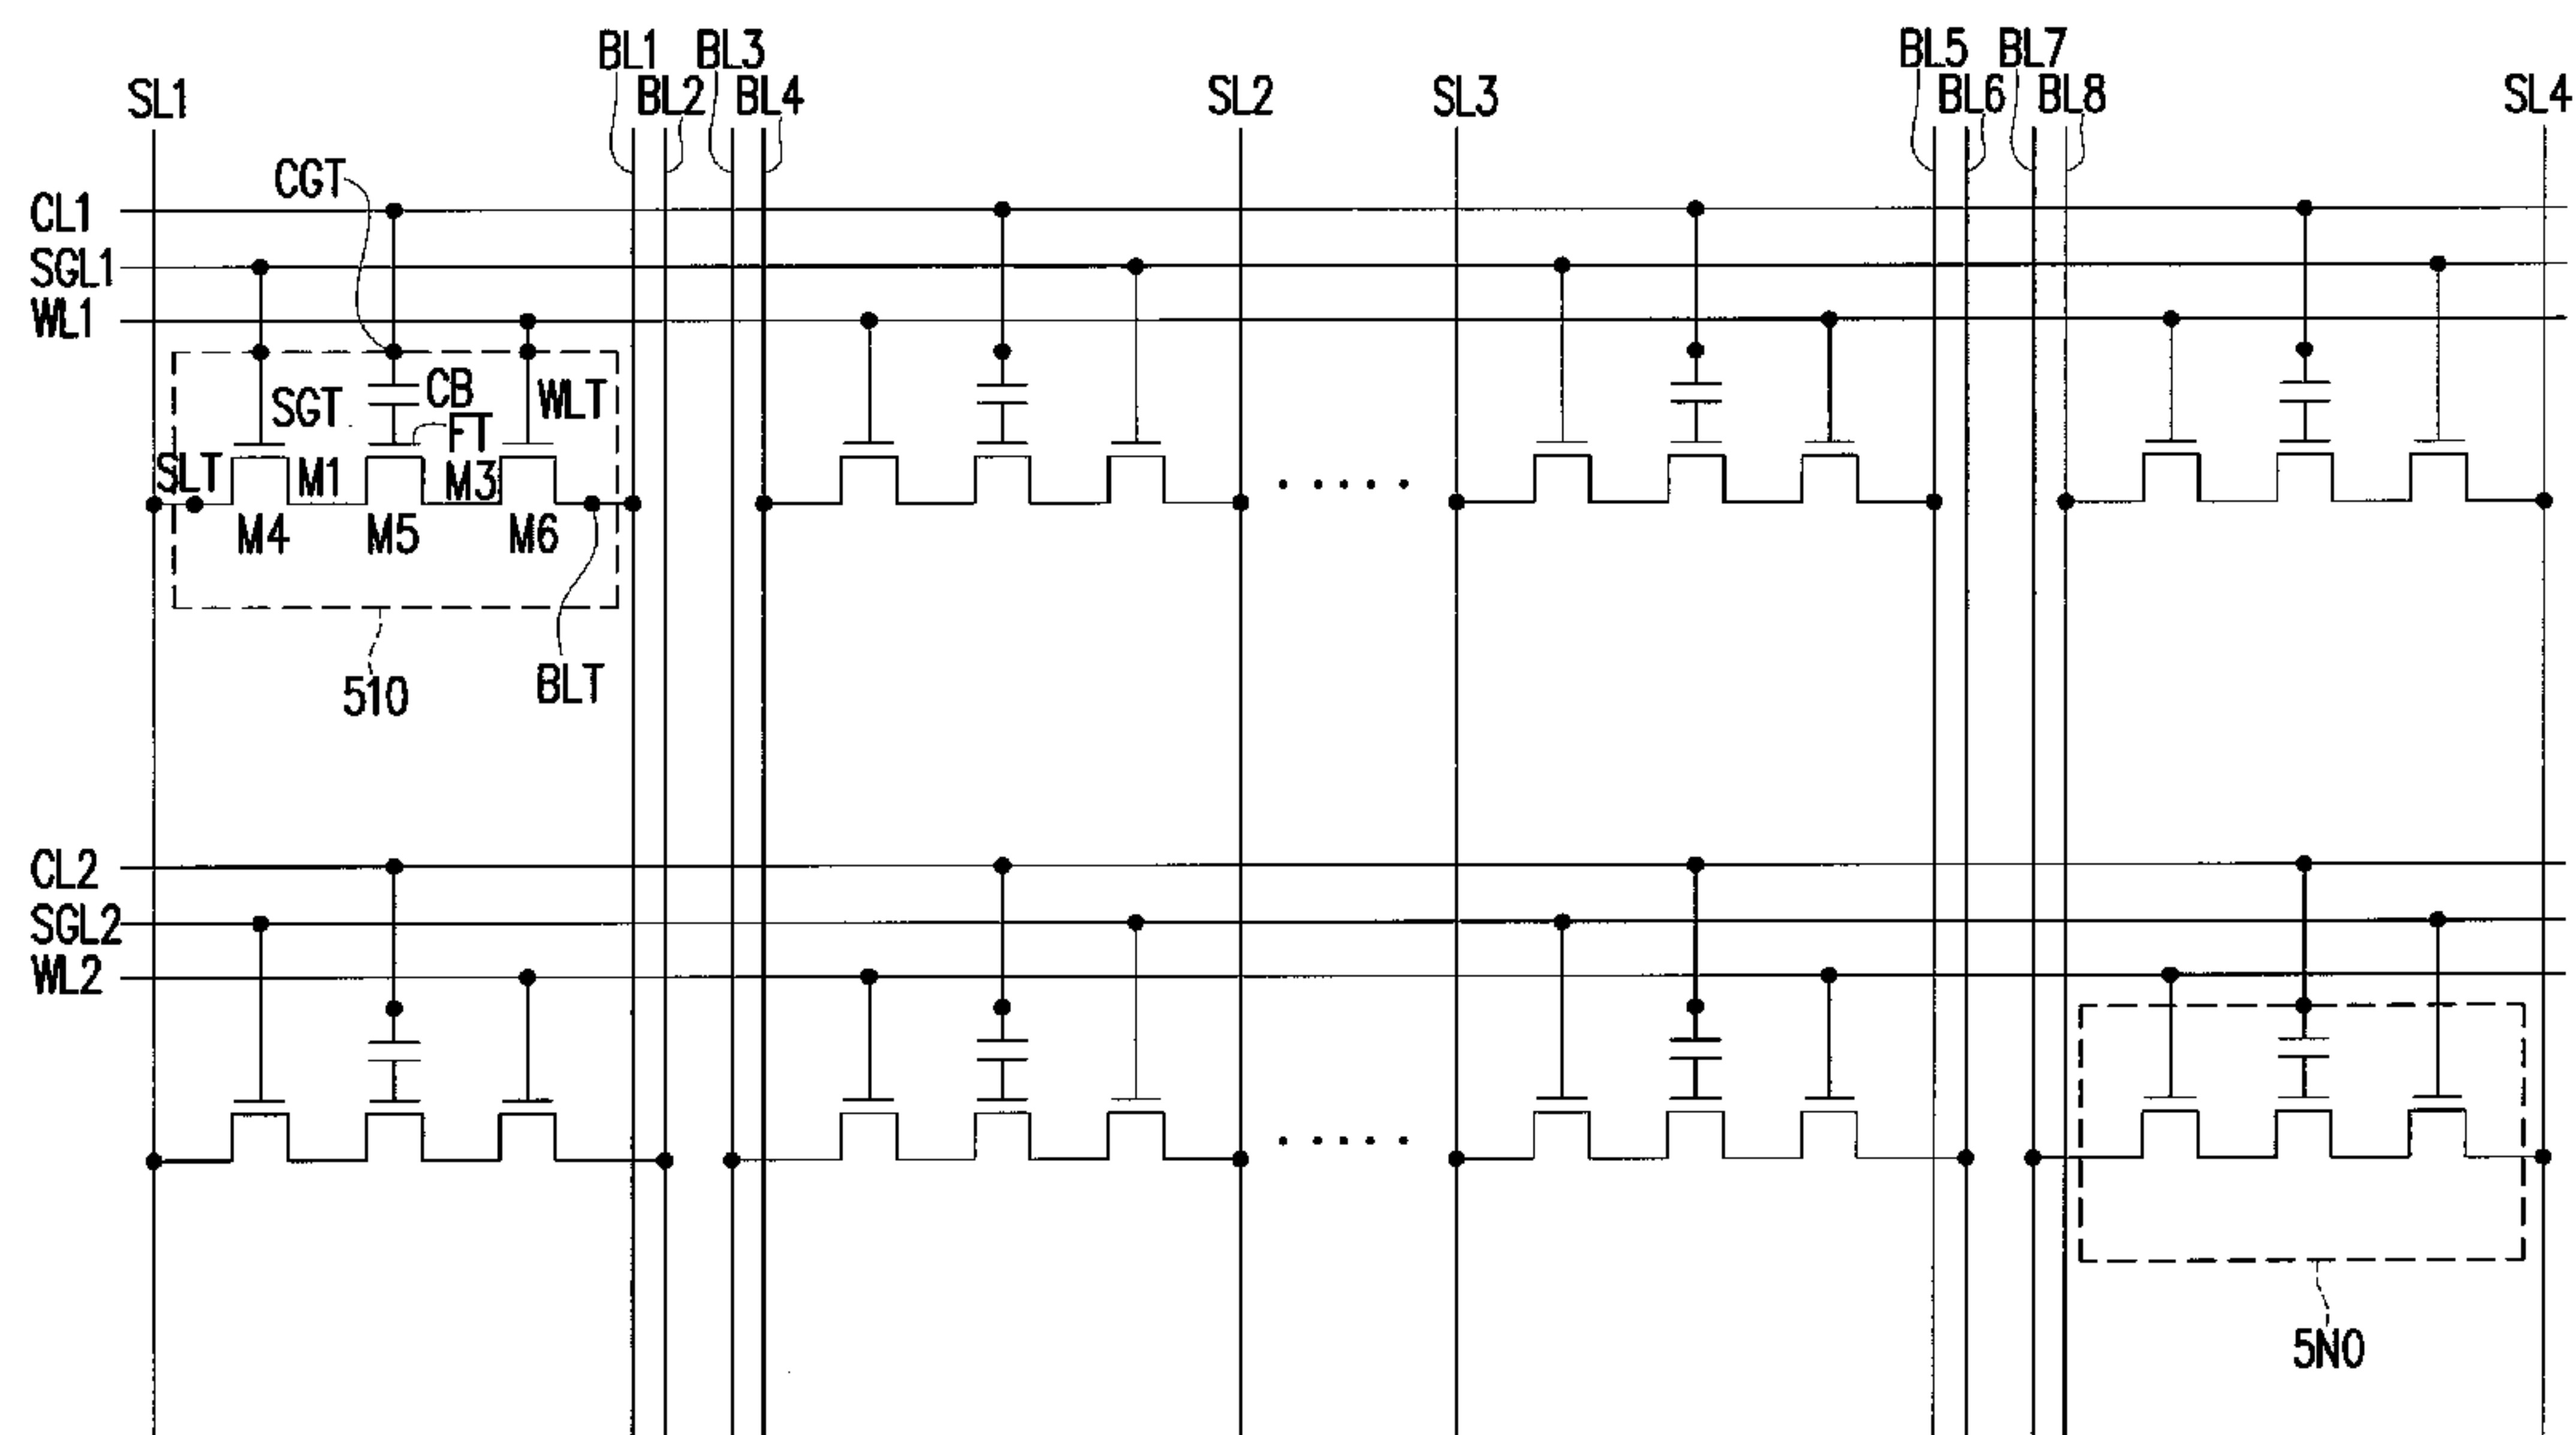 BL1 BL3 BL5 BL7
SL1 BL2 BL4 SL2 SL3 BL6 BL8 SL4
CGT
CL1
SGL1
WL1
CB
SGT WLT
FT
SLT M1 M3
M4 M5 M6
510 BLT
CL2
SGL2
WL2
5N0